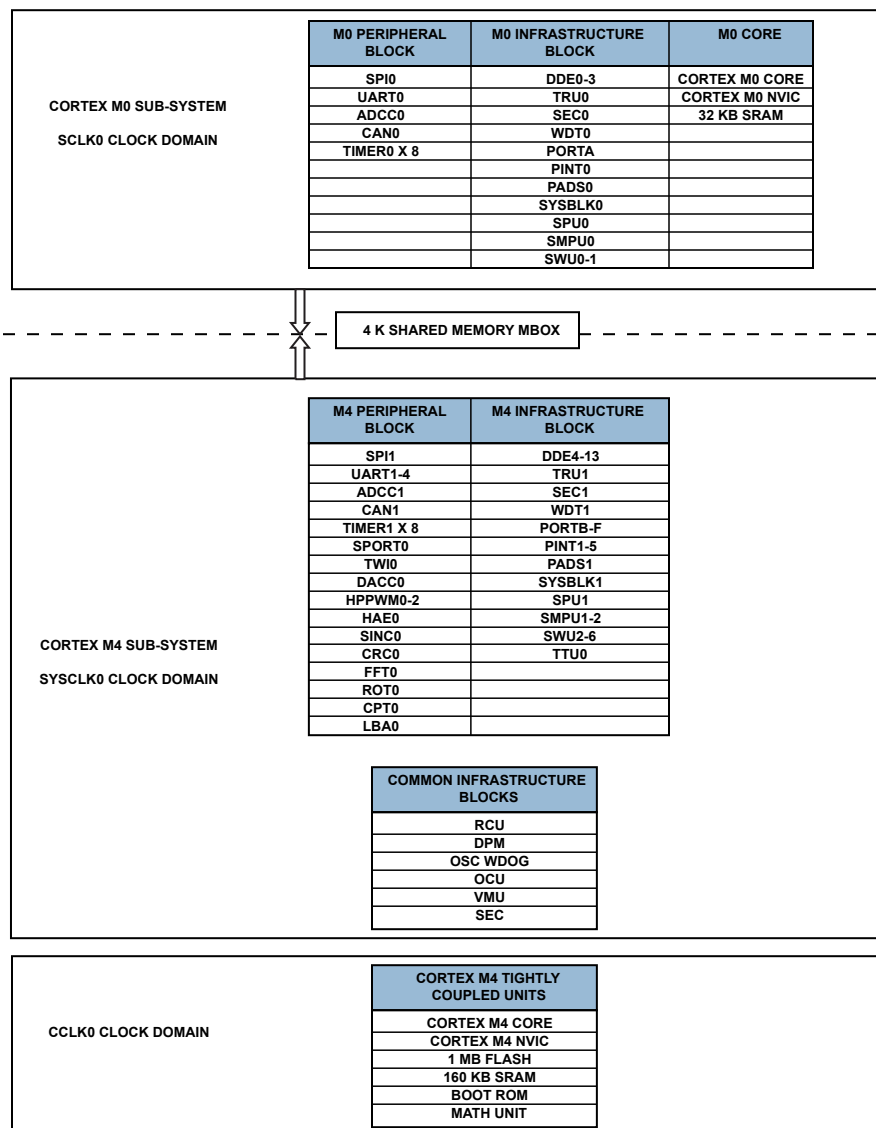 M0 PERIPHERAL BLOCK M0 INFRASTRUCTURE BLOCK M0 CORE
SPI0 DDE0-3 CORTEX M0 CORE
UART0 TRU0 CORTEX M0 NVIC
ADCC0 SEC0 32 KB SRAM
CAN0 WDT0
TIMER0 X 8 PORTA
PINT0
PADS0
SYSBLK0
SPU0
SMPU0
SWU0-1
CORTEX M0 SUB-SYSTEM
SCLK0 CLOCK DOMAIN
4 K SHARED MEMORY MBOX
M4 PERIPHERAL BLOCK M4 INFRASTRUCTURE BLOCK
SPI1 DDE4-13
UART1-4 TRU1
ADCC1 SEC1
CAN1 WDT1
TIMER1 X 8 PORTB-F
SPORT0 PINT1-5
TWI0 PADS1
DACC0 SYSBLK1
HPPWM0-2 SPU1
HAE0 SMPU1-2
SINC0 SWU2-6
CRC0 TTU0
FFT0
ROT0
CPT0
LBA0
CORTEX M4 SUB-SYSTEM
SYSCLK0 CLOCK DOMAIN
COMMON INFRASTRUCTURE
BLOCKS
RCU
DPM
OSC WDOG
OCU
VMU
SEC
CORTEX M4 TIGHTLY
COUPLED UNITS
CORTEX M4 CORE
CORTEX M4 NVIC
1 MB FLASH
160 KB SRAM
BOOT ROM
MATH UNIT
CCLK0 CLOCK DOMAIN